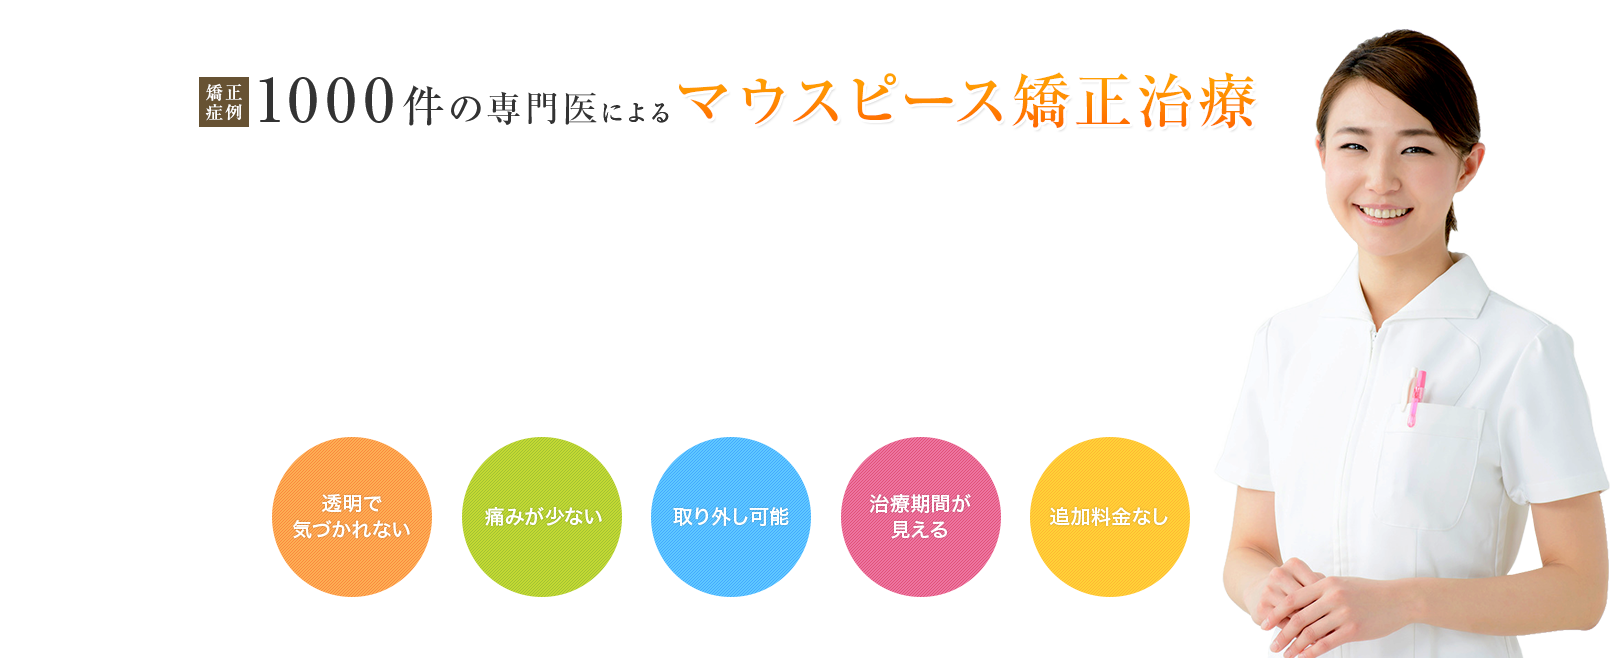 矯正
症例
1000件の専門医によるマウスピース矯正治療
透明で
気づかれない
痛みが少ない
取り外し可能
治療期間が
見える
追加料金なし